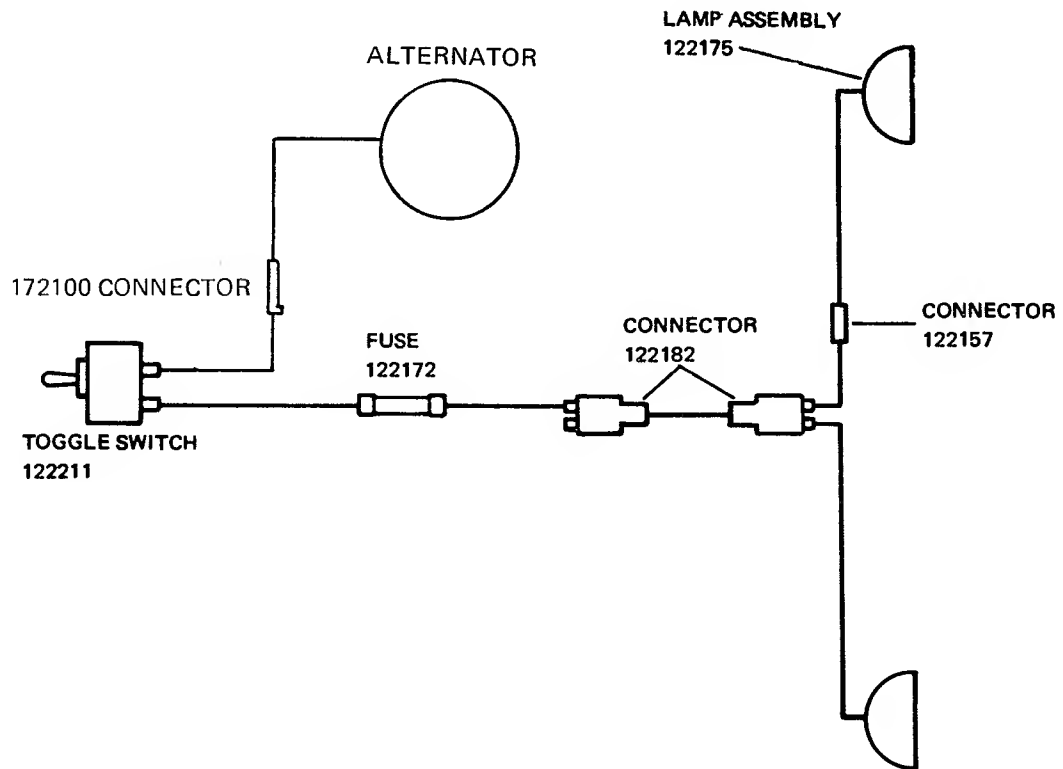 LAMP ASSEMBLY
122175
ALTERNATOR
172100 CONNECTOR
FUSE
122172
CONNECTOR
122182
CONNECTOR
122157
TOGGLE SWITCH
122211